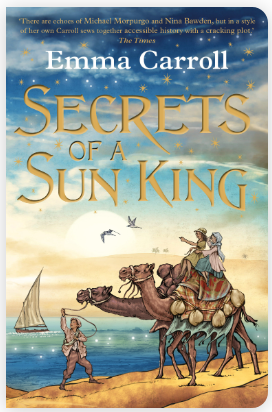 'There are echoes of Michael Morpurgo and Nina Bawden, but in a style
of her own Carroll sews together accessible history with a cracking plot.'
The Times
Emma Carroll
SECRETS
OF A
SUN KING